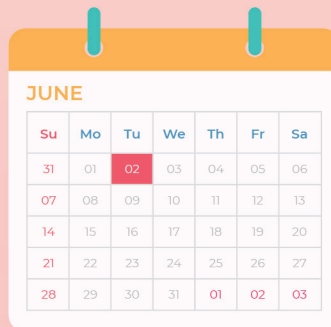 JUNE
Su Mo Tu We Th Fr Sa
31 01 02 03 04 05 06
07 08 09 10 11 12 13
14 15 16 17 18 19 20
21 22 23 24 25 26 27
28 29 30 31 01 02 03